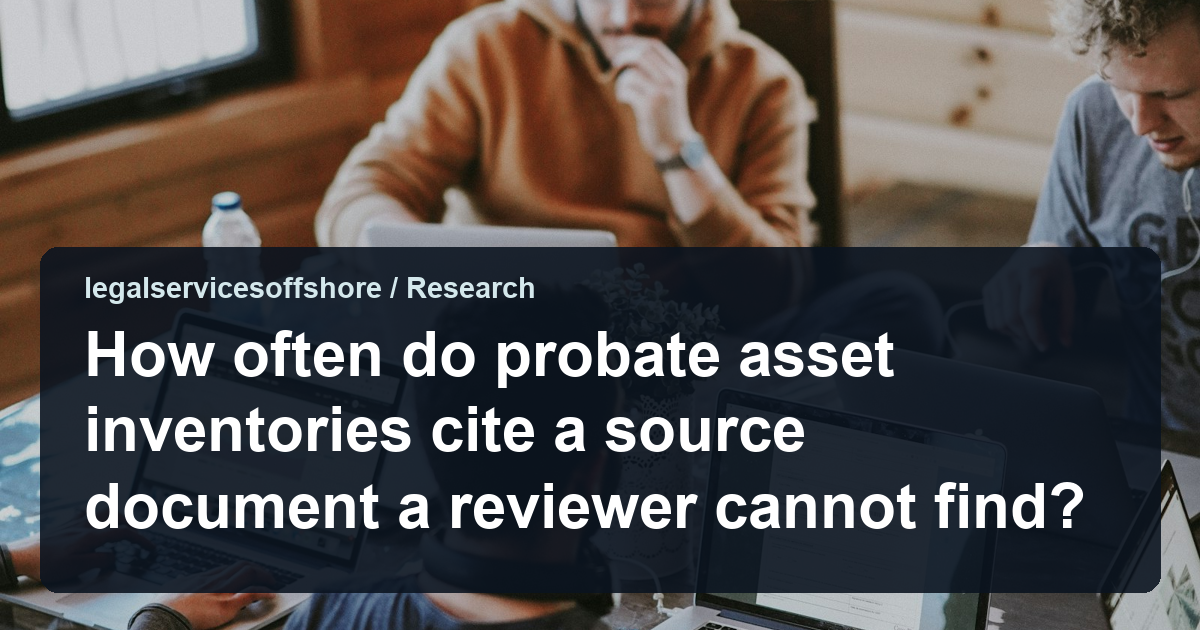 legalservicesoffshore / Research
How often do probate asset
inventories cite a source
document a reviewer cannot find?